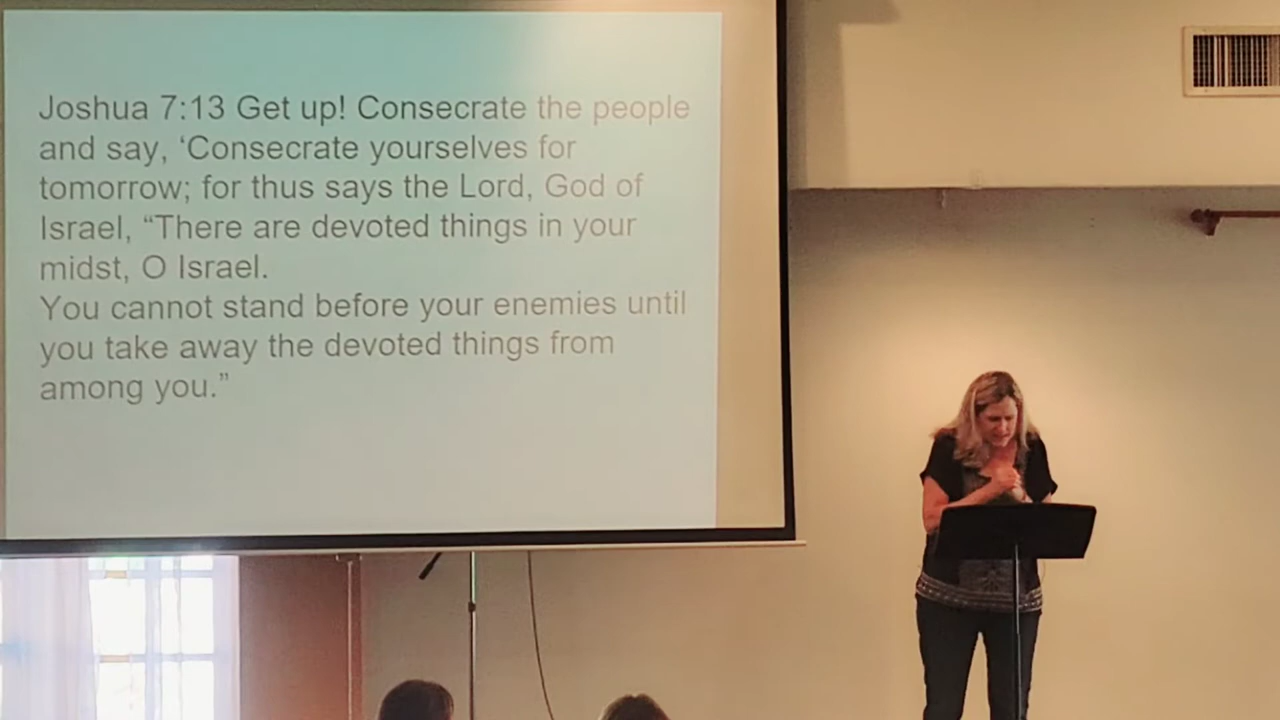 Joshua 7:13 Get up! Consecrate the people
and say, ‘Consecrate yourselves for
tomorrow; for thus says the Lord, God of
Israel, “There are devoted things in your
midst, O Israel.
You cannot stand before your enemies until
you take away the devoted things from
among you.”